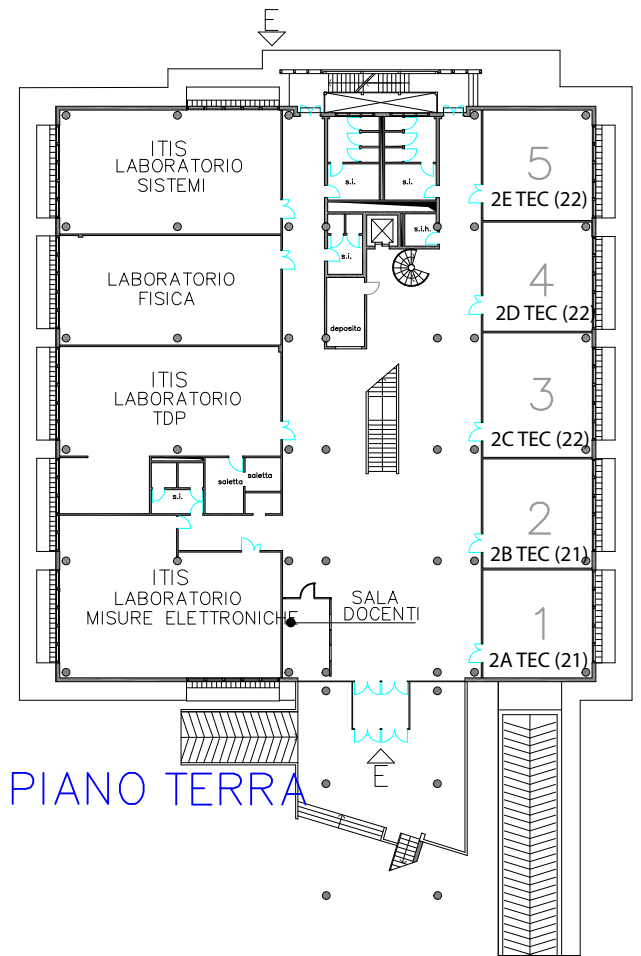 E
ITIS
LABORATORIO
SISTEMI
s.i.
s.i.
5
2E TEC (22)
s.i.h.
s.i.
LABORATORIO
FISICA
4
2D TEC (22)
deposito
ITIS
LABORATORIO
TDP
3
2C TEC (22)
saletta
saletta
s.i.
2
2B TEC (21)
ITIS
LABORATORIO
MISURE ELETTRONICHE
SALA
DOCENTI
1
2A TEC (21)
E
PIANO TERRA